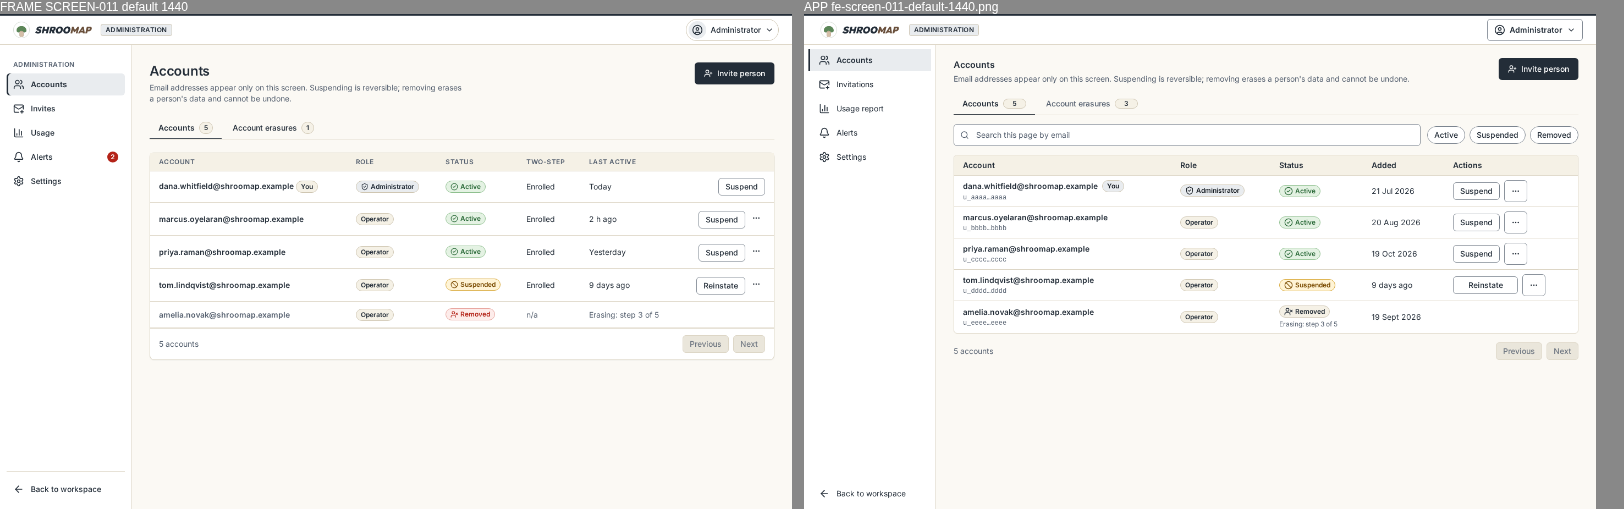 FRAME SCREEN-011 default 1440
SHROOMAP ADMINISTRATION Administrator
ADMINISTRATION
Accounts
Invites
Usage
Alerts 2
Settings
Back to workspace
Accounts
Email addresses appear only on this screen. Suspending is reversible; removing erases
a person's data and cannot be undone.
Invite person
Accounts 5 Account erasures 1
ACCOUNT ROLE STATUS TWO-STEP LAST ACTIVE
dana.whitfield@shroomap.example You Administrator Active Enrolled Today Suspend
marcus.oyelaran@shroomap.example Operator Active Enrolled 2 h ago Suspend ...
priya.raman@shroomap.example Operator Active Enrolled Yesterday Suspend ...
tom.lindqvist@shroomap.example Operator Suspended Enrolled 9 days ago Reinstate ...
amelia.novak@shroomap.example Operator Removed n/a Erasing: step 3 of 5
5 accounts Previous Next
APP fe-screen-011-default-1440.png
SHROOMAP ADMINISTRATION Administrator
Accounts
Invitations
Usage report
Alerts
Settings
Back to workspace
Accounts
Email addresses appear only on this screen. Suspending is reversible; removing erases a person's data and cannot be undone.
Invite person
Accounts 5 Account erasures 3
Search this page by email
Active Suspended Removed
Account Role Status Added Actions
dana.whitfield@shroomap.example You Administrator Active 21 Jul 2026 Suspend ...
u_aaaa…aaaa
marcus.oyelaran@shroomap.example Operator Active 20 Aug 2026 Suspend ...
u_bbbb…bbbb
priya.raman@shroomap.example Operator Active 19 Oct 2026 Suspend ...
u_cccc…cccc
tom.lindqvist@shroomap.example Operator Suspended 9 days ago Reinstate ...
u_dddd…dddd
amelia.novak@shroomap.example Operator Removed 19 Sept 2026
u_eeee…eeee Erasing: step 3 of 5
5 accounts Previous Next